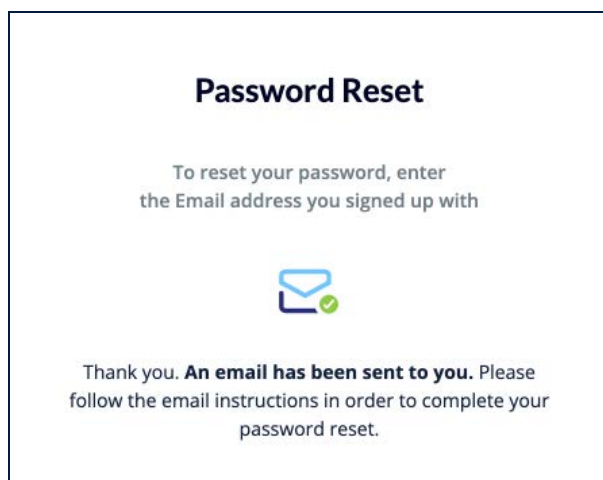 Password Reset
To reset your password, enter
the Email address you signed up with
Thank you. An email has been sent to you. Please
follow the email instructions in order to complete your
password reset.